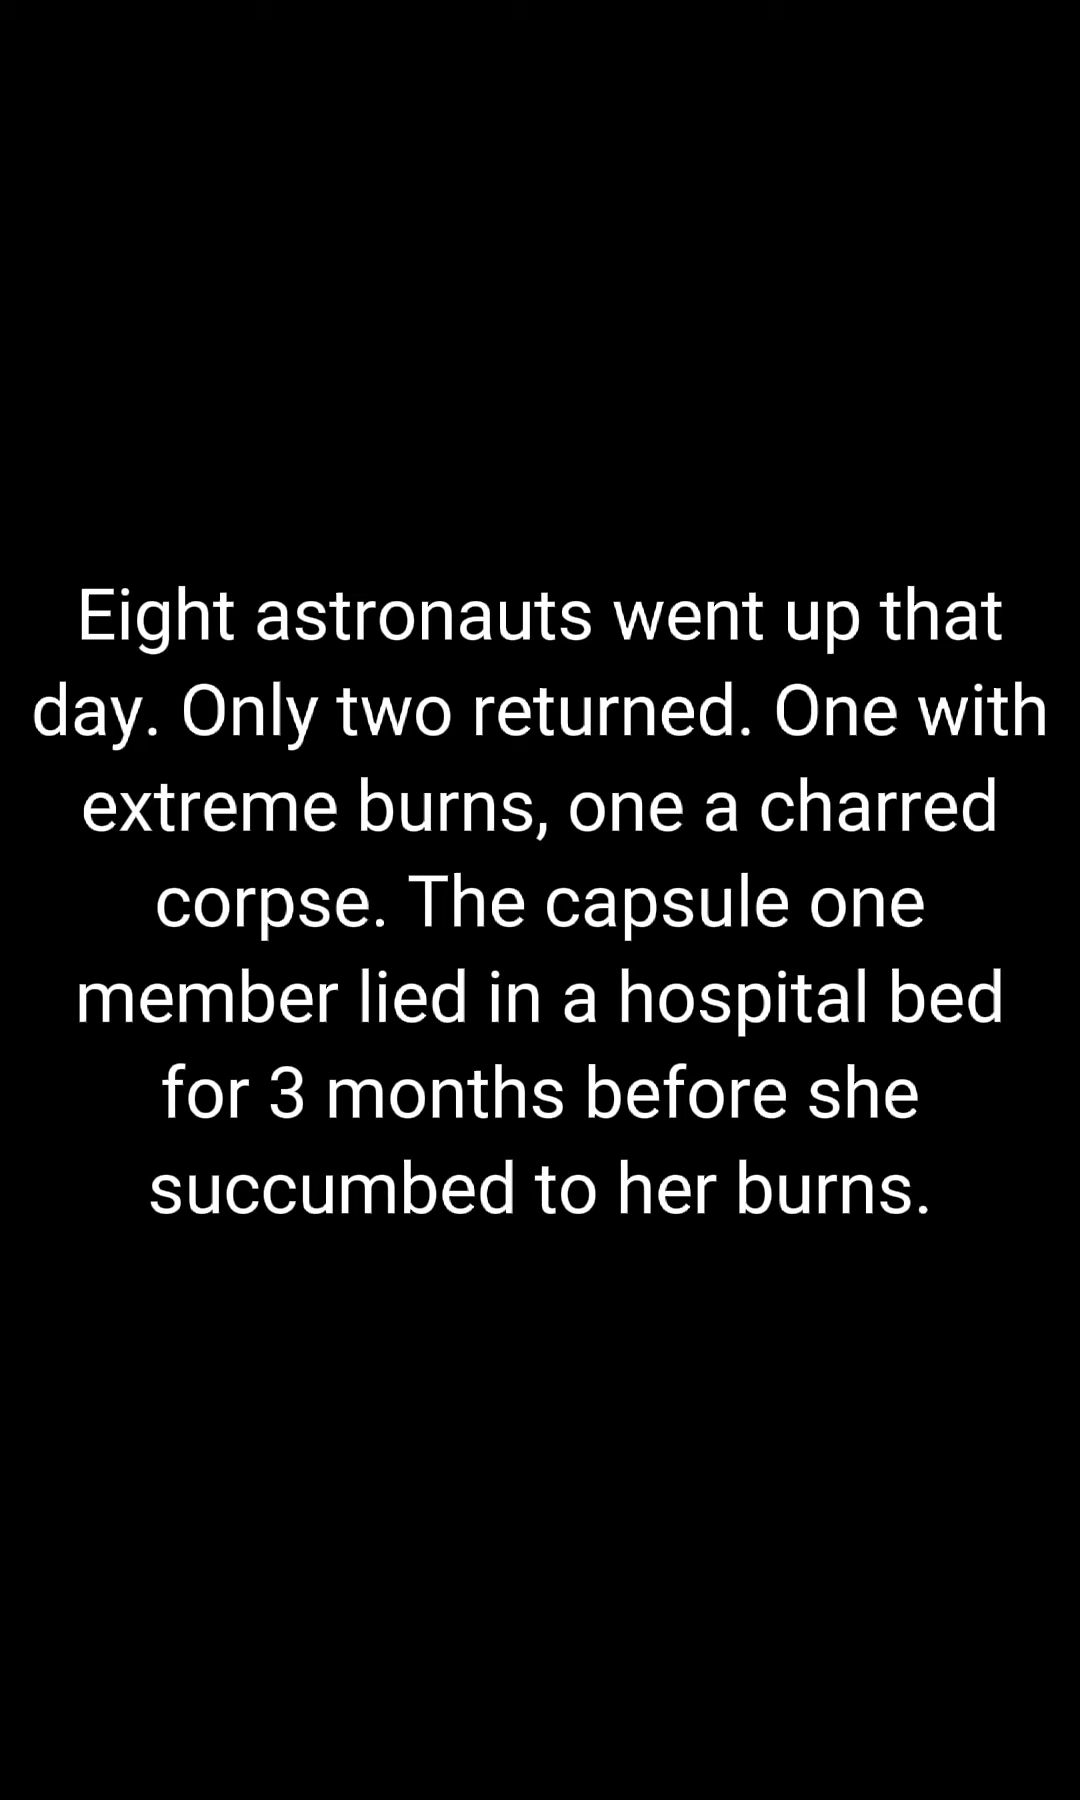 Eight astronauts went up that
day. Only two returned. One with
extreme burns, one a charred
corpse. The capsule one
member lied in a hospital bed
for 3 months before she
succumbed to her burns.